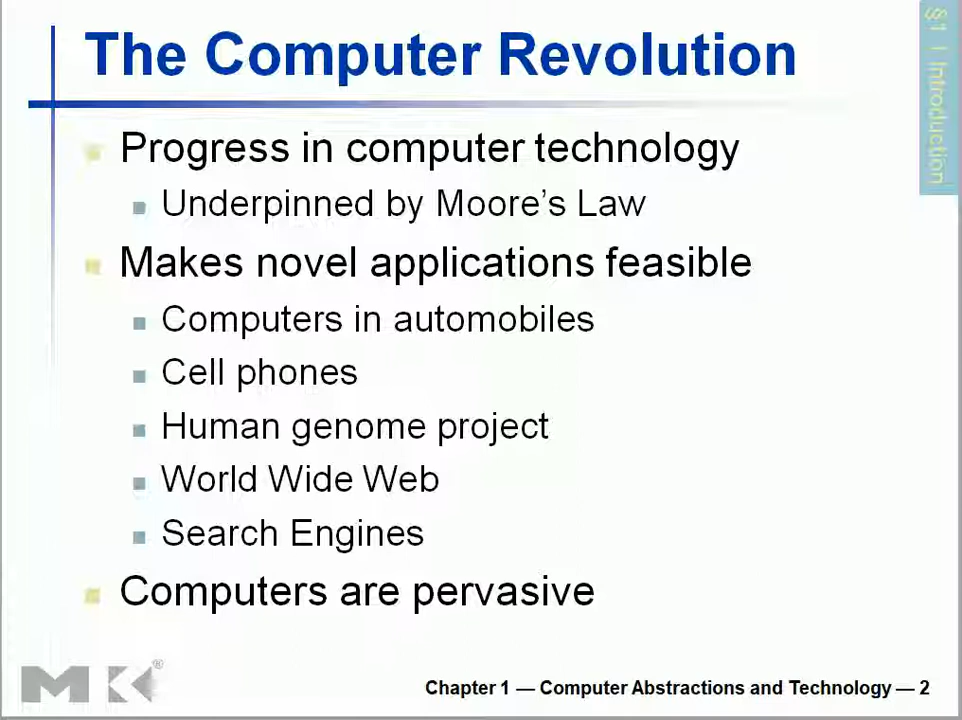 The Computer Revolution
§1.1 Introduction
Progress in computer technology
Underpinned by Moore's Law
Makes novel applications feasible
Computers in automobiles
Cell phones
Human genome project
World Wide Web
Search Engines
Computers are pervasive
MK®
Chapter 1 — Computer Abstractions and Technology — 2